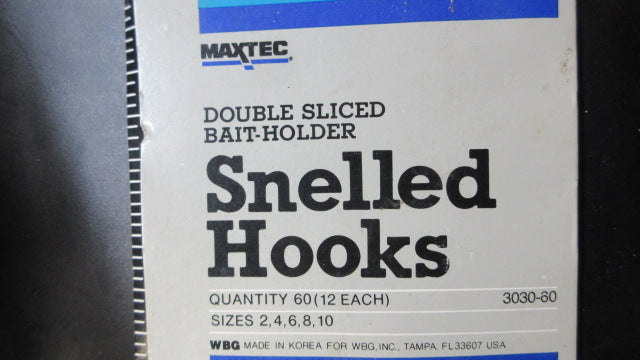 MAXTEC®
DOUBLE SLICED
BAIT-HOLDER
Snelled
Hooks
QUANTITY 60(12 EACH) 3030-60
SIZES 2,4,6,8,10
WBG MADE IN KOREA FOR WBG,INC., TAMPA, FL 33607 USA